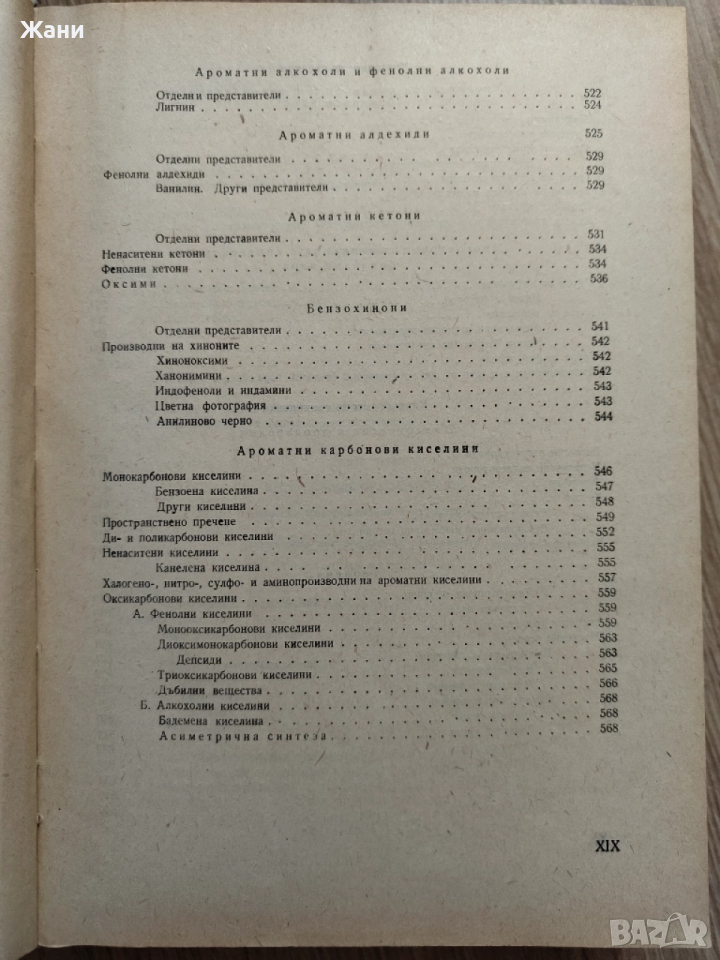 Жани
Ароматни алкохоли и фенолни алкохоли
Отделни представители . . . . . . . . . . . . . . . . . . . . 522
Лигнин . . . . . . . . . . . . . . . . . . . . . . . . . . . 524
Ароматни алдехиди 525
Отделни представители . . . . . . . . . . . . . . . . . . . . 529
Фенолни алдехиди . . . . . . . . . . . . . . . . . . . . . . . 529
Ванилин. Други представители . . . . . . . . . . . . . . . . . 529
Ароматни кетони
Отделни представители . . . . . . . . . . . . . . . . . . . . 531
Ненаситени кетони . . . . . . . . . . . . . . . . . . . . . . . 534
Фенолни кетони . . . . . . . . . . . . . . . . . . . . . . . . 534
Оксими . . . . . . . . . . . . . . . . . . . . . . . . . . . . 536
Бензохинони
Отделни представители . . . . . . . . . . . . . . . . . . . . 541
Производни на хиноните . . . . . . . . . . . . . . . . . . . . 542
Хиноноксими . . . . . . . . . . . . . . . . . . . . . . . . . 542
Ханонимини . . . . . . . . . . . . . . . . . . . . . . . . . 542
Индофеноли и индамини . . . . . . . . . . . . . . . . . . . . 543
Цветна фотография . . . . . . . . . . . . . . . . . . . . . . 543
Анилиново черно . . . . . . . . . . . . . . . . . . . . . . . 544
Ароматни карбонови киселини
Монокарбонови киселини . . . . . . . . . . . . . . . . . . . . 546
Бензоена киселина . . . . . . . . . . . . . . . . . . . . . . 547
Други киселини . . . . . . . . . . . . . . . . . . . . . . . 548
Пространствено пречене . . . . . . . . . . . . . . . . . . . . 549
Ди- и поликарбонови киселини . . . . . . . . . . . . . . . . . 552
Ненаситени киселини . . . . . . . . . . . . . . . . . . . . . . 555
Канелена киселина . . . . . . . . . . . . . . . . . . . . . . 555
Халогено-, нитро-, сулфо- и аминопроизводни на ароматни киселини . . . . . . . 557
Оксикарбонови киселини . . . . . . . . . . . . . . . . . . . . 559
А. Фенолни киселини . . . . . . . . . . . . . . . . . . . . . 559
Монооксикарбонови киселини . . . . . . . . . . . . . . . . . . 559
Диоксимонокарбонови киселини . . . . . . . . . . . . . . . . . 563
Депсиди . . . . . . . . . . . . . . . . . . . . . . . . . . 563
Триоксикарбонови киселини . . . . . . . . . . . . . . . . . . 565
Дъбилни вещества . . . . . . . . . . . . . . . . . . . . . . 566
Б. Алкохолни киселини . . . . . . . . . . . . . . . . . . . . 568
Бадемена киселина . . . . . . . . . . . . . . . . . . . . . . 568
Асиметрична синтеза . . . . . . . . . . . . . . . . . . . . . 568
XIX
BAZAR